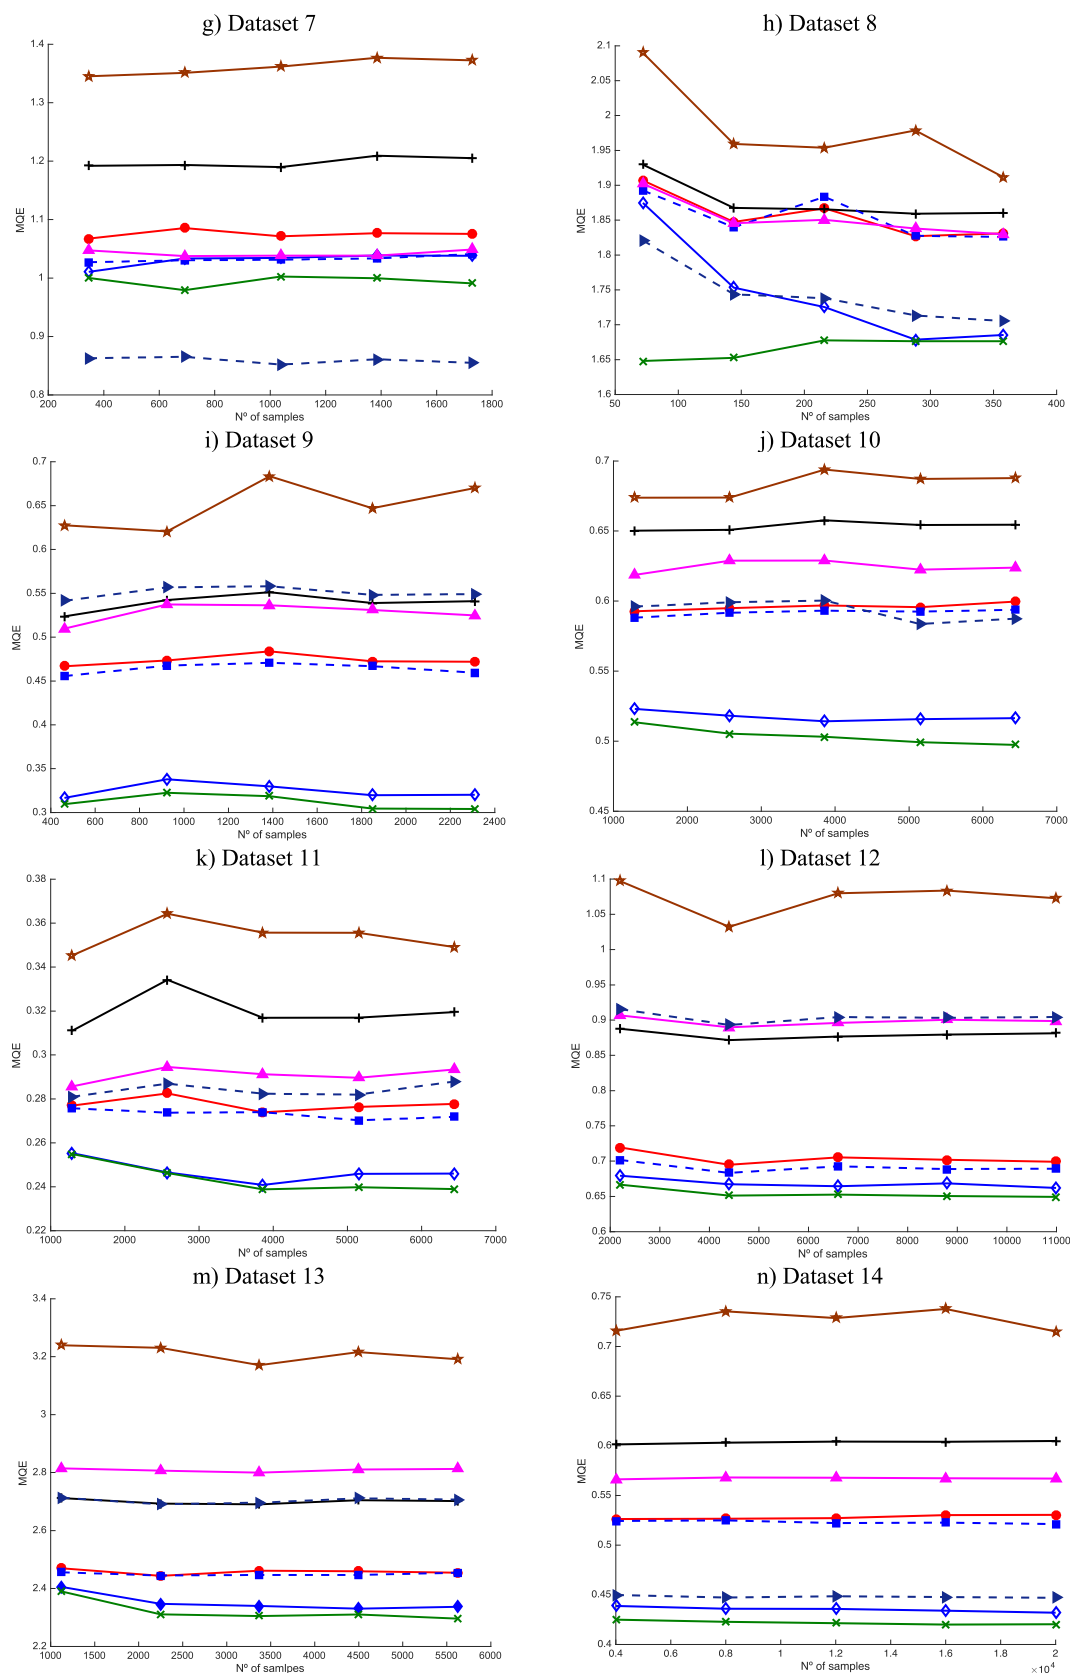 g) Dataset 7
1.4
1.3
1.2
1.1
1
0.9
0.8
MQE
200 400 600 800 1000 1200 1400 1600 1800
Nº of samples
h) Dataset 8
2.1
2.05
2
1.95
1.9
1.85
1.8
1.75
1.7
1.65
1.6
MQE
50 100 150 200 250 300 350 400
Nº of samples
i) Dataset 9
0.7
0.65
0.6
0.55
0.5
0.45
0.4
0.35
0.3
MQE
400 600 800 1000 1200 1400 1600 1800 2000 2200 2400
Nº of samples
j) Dataset 10
0.7
0.65
0.6
0.55
0.5
0.45
MQE
1000 2000 3000 4000 5000 6000 7000
Nº of samples
k) Dataset 11
0.38
0.36
0.34
0.32
0.3
0.28
0.26
0.24
0.22
MQE
1000 2000 3000 4000 5000 6000 7000
Nº of samples
l) Dataset 12
1.1
1.05
1
0.95
0.9
0.85
0.8
0.75
0.7
0.65
0.6
MQE
2000 3000 4000 5000 6000 7000 8000 9000 10000 11000
Nº of samples
m) Dataset 13
3.4
3.2
3
2.8
2.6
2.4
2.2
MQE
1000 1500 2000 2500 3000 3500 4000 4500 5000 5500 6000
Nº of samples
n) Dataset 14
0.75
0.7
0.65
0.6
0.55
0.5
0.45
0.4
MQE
0.4 0.6 0.8 1 1.2 1.4 1.6 1.8 2
Nº of samples
×10⁴